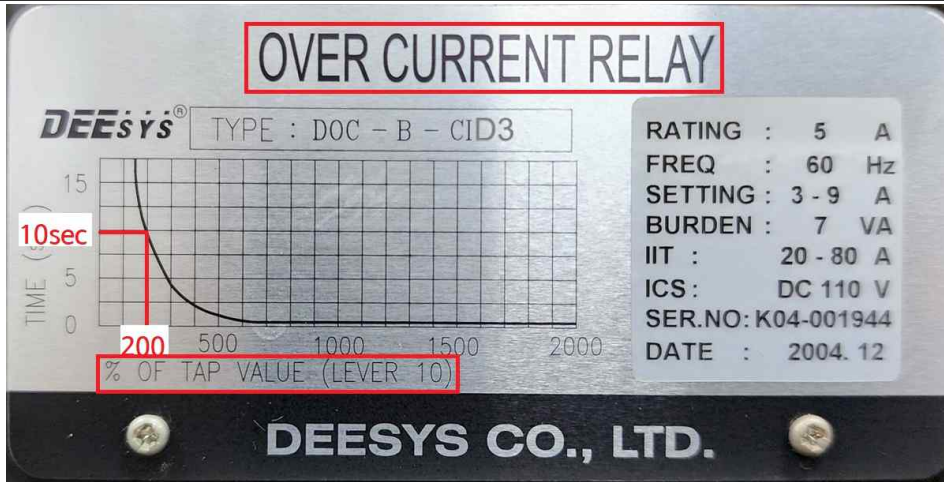 OVER CURRENT RELAY
DEESYS®
TYPE : DOC - B - CID3
15
10sec
5
0
TIME
200 500 1000 1500 2000
% OF TAP VALUE (LEVER 10)
RATING : 5 A
FREQ : 60 Hz
SETTING : 3 - 9 A
BURDEN : 7 VA
IIT : 20 - 80 A
ICS : DC 110 V
SER.NO: K04-001944
DATE : 2004. 12
DEESYS CO., LTD.